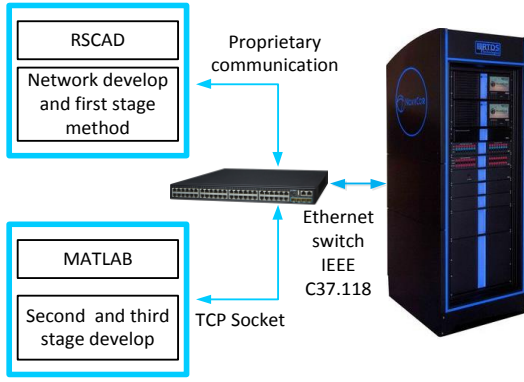 RSCAD
Network develop
and first stage
method
Proprietary
communication
RTDS
NovaCor
Ethernet
switch
IEEE
C37.118
MATLAB
Second and third
stage develop
TCP Socket